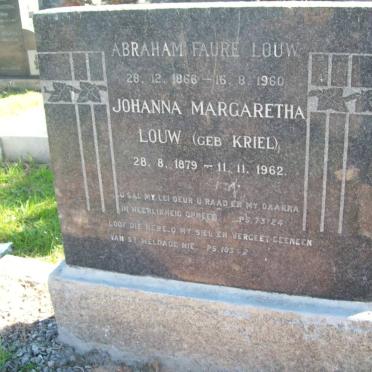 ABRAHAM FAURE LOUW
28. 12. 1866 – 16. 8. 1960
JOHANNA MARGARETHA
LOUW (GEB KRIEL),
28. 8. 1879 – 11. 11. 1962.
U SAL MY LEI DEUR U RAAD EN MY DAARNA
IN HEERLIKHEID OPNEEM PS. 73:24
LOOF DIE HERE, O MY SIEL EN VERGEET GEENEEN
VAN SY WELDADE NIE. PS. 103:2